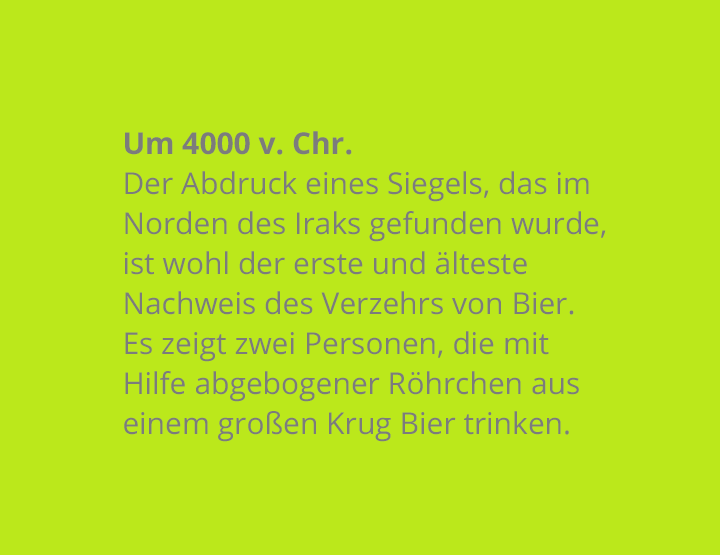 Um 4000 v. Chr.
Der Abdruck eines Siegels, das im
Norden des Iraks gefunden wurde,
ist wohl der erste und älteste
Nachweis des Verzehrs von Bier.
Es zeigt zwei Personen, die mit
Hilfe abgebogener Röhrchen aus
einem großen Krug Bier trinken.